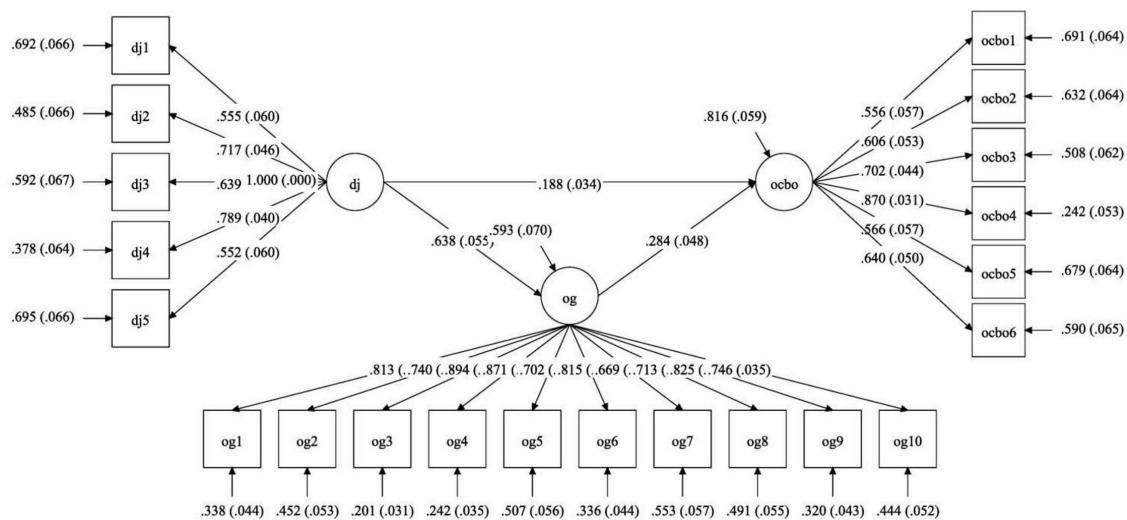 .692 (.066)
dj1
.485 (.066)
dj2
.592 (.067)
dj3
.378 (.064)
dj4
.695 (.066)
dj5
.555 (.060)
.717 (.046)
.639
1.000 (.000)
.789 (.040)
.552 (.060)
dj
.188 (.034)
.638 (.055)
.593 (.070)
og
.284 (.048)
.816 (.059)
ocbo
.556 (.057)
.606 (.053)
.702 (.044)
.870 (.031)
.566 (.057)
.640 (.050)
ocbo1
.691 (.064)
ocbo2
.632 (.064)
ocbo3
.508 (.062)
ocbo4
.242 (.053)
ocbo5
.679 (.064)
ocbo6
.590 (.065)
.813 (..740 (..894 (..871 (..702 (..815 (..669 (..713 (..825 (..746 (.035)
og1 og2 og3 og4 og5 og6 og7 og8 og9 og10
.338 (.044) .452 (.053) .201 (.031) .242 (.035) .507 (.056) .336 (.044) .553 (.057) .491 (.055) .320 (.043) .444 (.052)